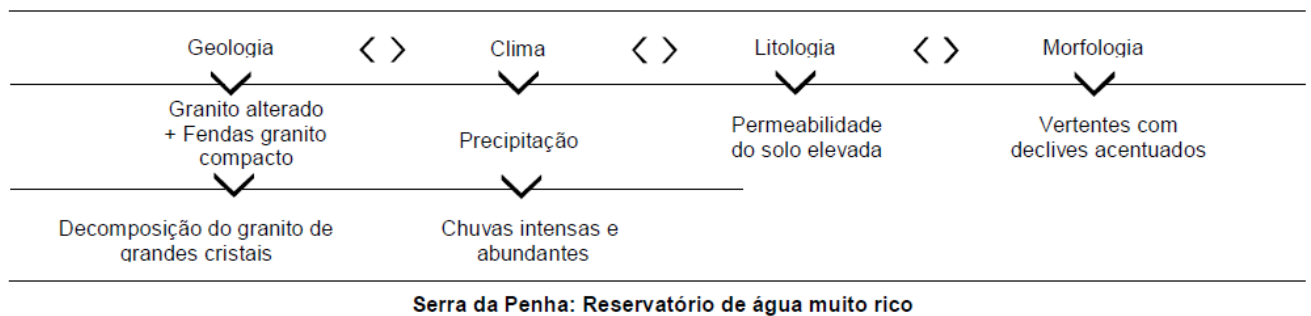 Geologia < > Clima < > Litologia < > Morfologia
Granito alterado
+ Fendas granito
compacto
Precipitação
Permeabilidade
do solo elevada
Vertentes com
declives acentuados
Decomposição do granito de
grandes cristais
Chuvas intensas e
abundantes
Serra da Penha: Reservatório de água muito rico